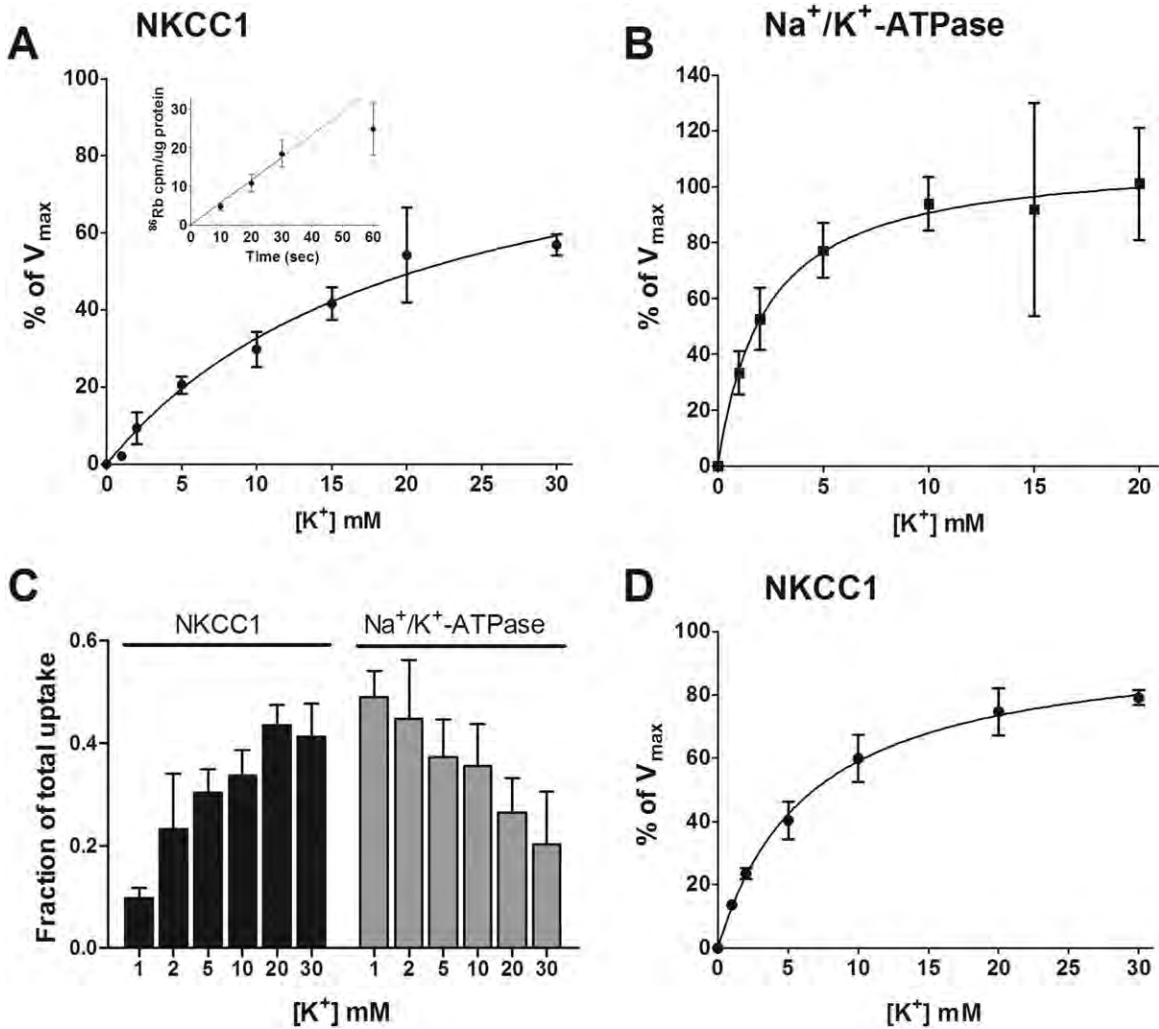 A
NKCC1
% of Vmax
100
80
60
40
20
0
0 5 10 15 20 25 30
[K+] mM
86Rb cpm/ug protein
30
20
10
0
0 10 20 30 40 50 60
Time (sec)
B
Na+/K+-ATPase
% of Vmax
140
120
100
80
60
40
20
0
0 5 10 15 20
[K+] mM
C
NKCC1 Na+/K+-ATPase
Fraction of total uptake
0.6
0.4
0.2
0.0
1 2 5 10 20 30 1 2 5 10 20 30
[K+] mM
D
NKCC1
% of Vmax
100
80
60
40
20
0
0 5 10 15 20 25 30
[K+] mM